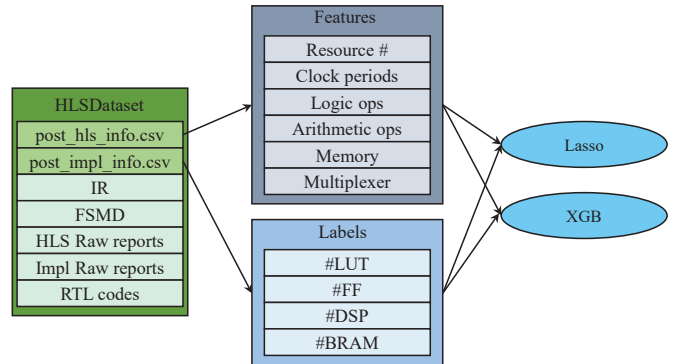 HLSDataset
post_hls_info.csv
post_impl_info.csv
IR
FSMD
HLS Raw reports
Impl Raw reports
RTL codes
Features
Resource #
Clock periods
Logic ops
Arithmetic ops
Memory
Multiplexer
Labels
#LUT
#FF
#DSP
#BRAM
Lasso
XGB